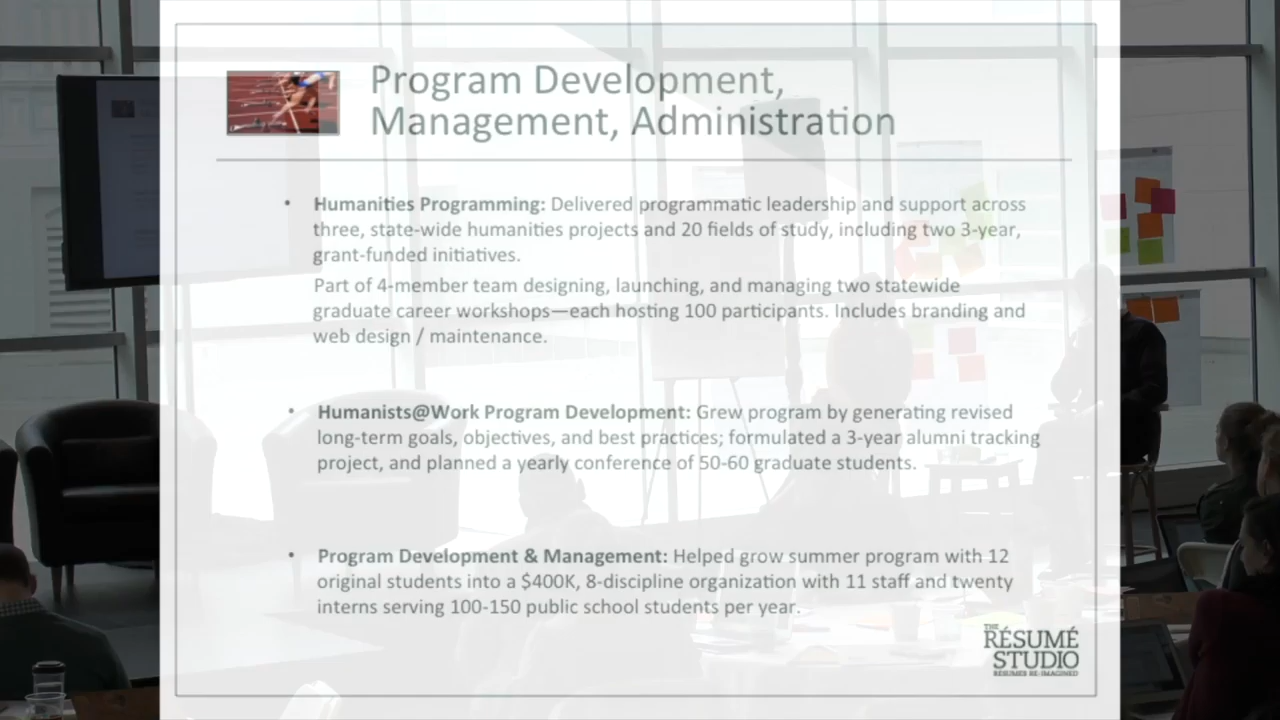 Program Development,
Management, Administration
• Humanities Programming: Delivered programmatic leadership and support across
three, state-wide humanities projects and 20 fields of study, including two 3-year,
grant-funded initiatives.
Part of 4-member team designing, launching, and managing two statewide
graduate career workshops—each hosting 100 participants. Includes branding and
web design / maintenance.
• Humanists@Work Program Development: Grew program by generating revised
long-term goals, objectives, and best practices; formulated a 3-year alumni tracking
project, and planned a yearly conference of 50-60 graduate students.
• Program Development & Management: Helped grow summer program with 12
original students into a $400K, 8-discipline organization with 11 staff and twenty
interns serving 100-150 public school students per year.
THE
RÉSUMÉ
STUDIO
RÉSUMÉS RE-IMAGINED